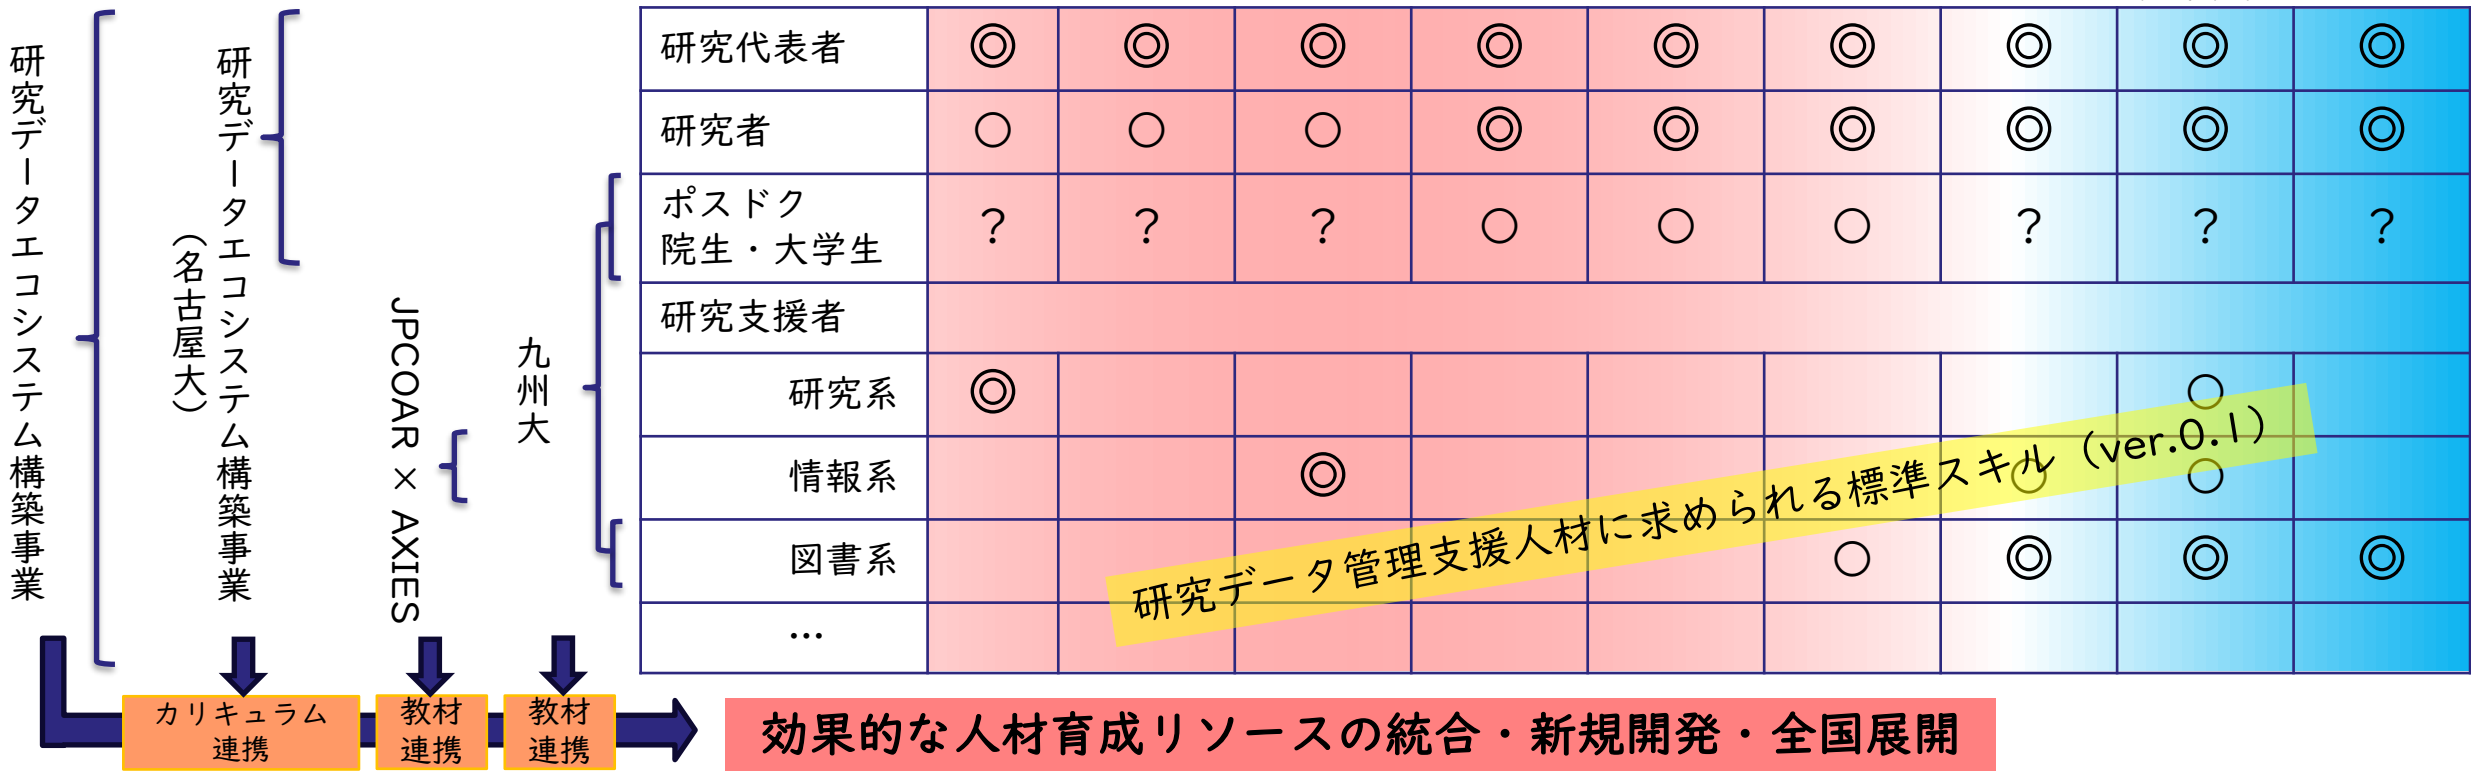 研究データエコシステム構築事業
研究データエコシステム構築事業
（名古屋大）
JPCOAR × AXIES
九州大
研究代表者 ◎ ◎ ◎ ◎ ◎ ◎ ◎ ◎ ◎
研究者 ○ ○ ○ ◎ ◎ ◎ ◎ ◎ ◎
ポスドク
院生・大学生 ? ? ? ○ ○ ○ ? ? ?
研究支援者
研究系 ◎ ○
情報系 ◎ ○ ○
図書系 ○ ◎ ◎ ◎
…
研究データ管理支援人材に求められる標準スキル（ver.0.1）
カリキュラム
連携
教材
連携
教材
連携
効果的な人材育成リソースの統合・新規開発・全国展開